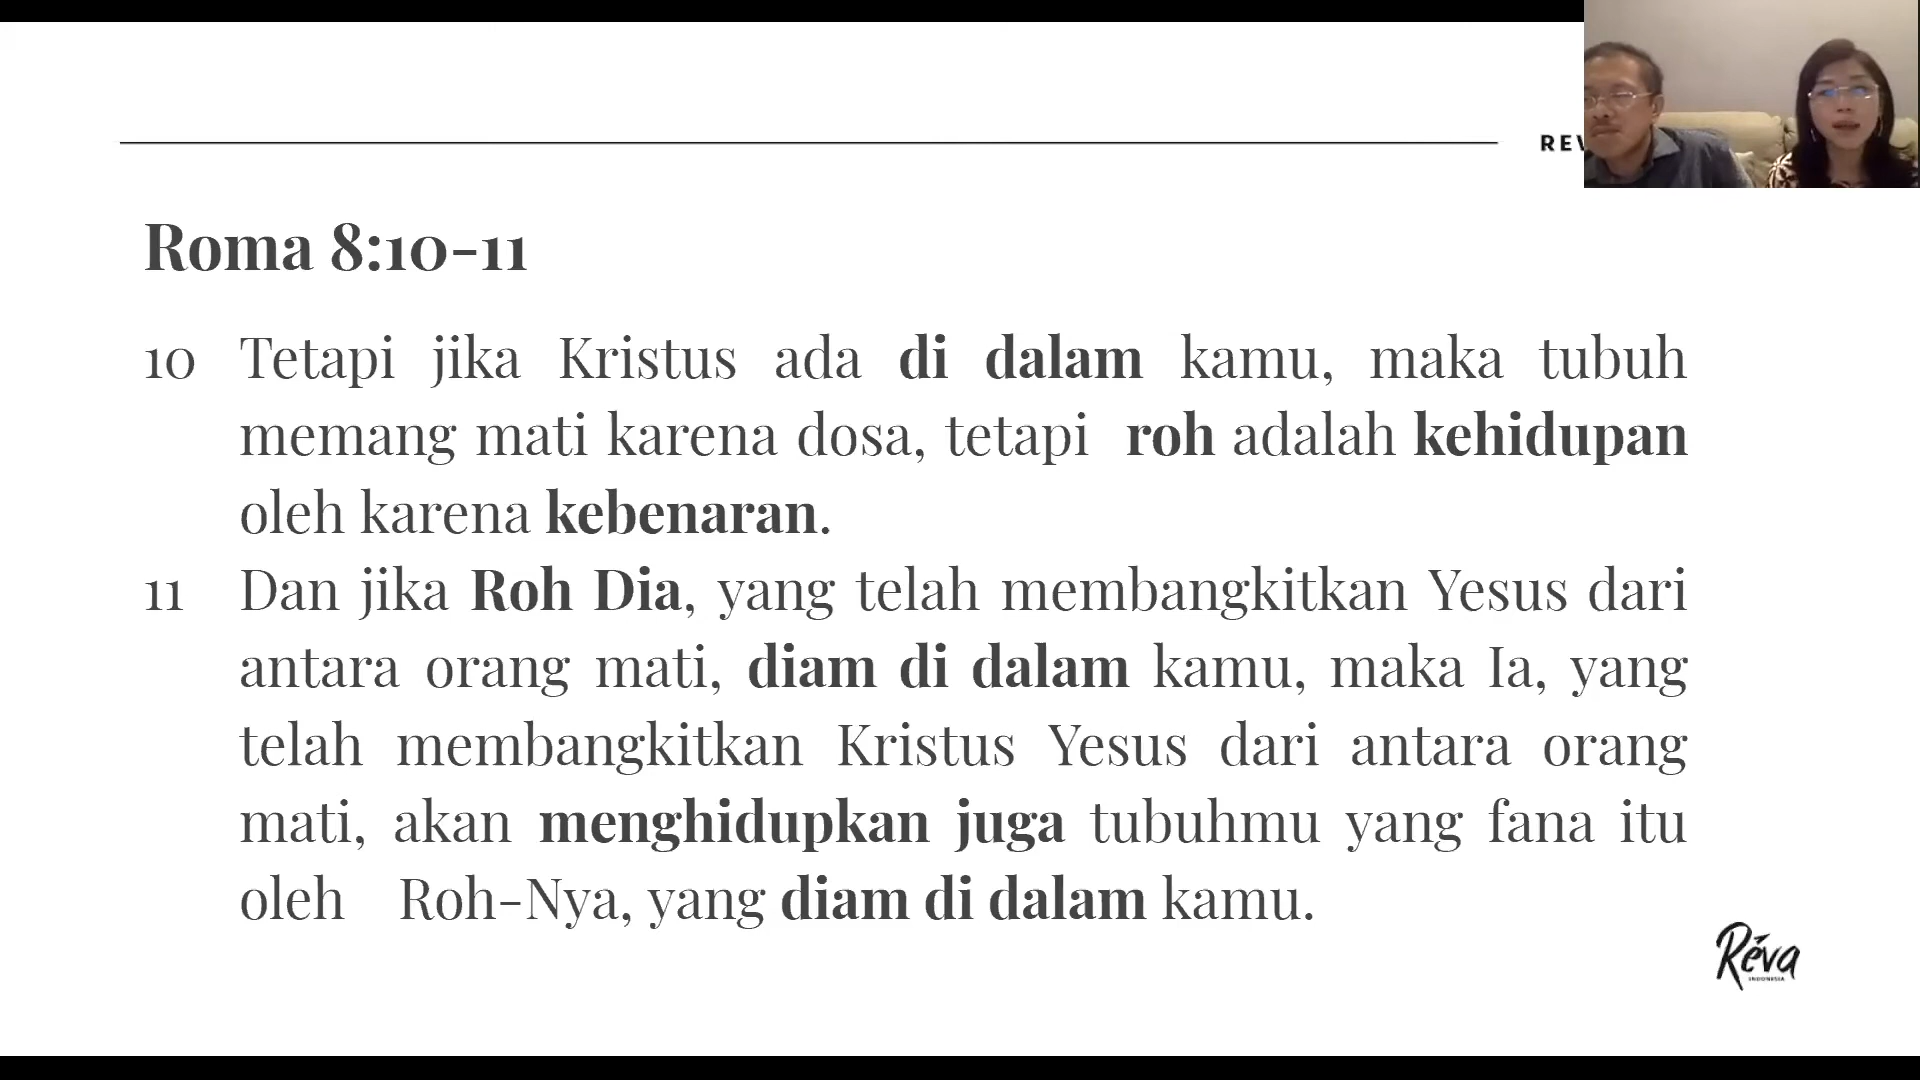 Roma 8:10-11
10 Tetapi jika Kristus ada di dalam kamu, maka tubuh
memang mati karena dosa, tetapi roh adalah kehidupan
oleh karena kebenaran.
11 Dan jika Roh Dia, yang telah membangkitkan Yesus dari
antara orang mati, diam di dalam kamu, maka Ia, yang
telah membangkitkan Kristus Yesus dari antara orang
mati, akan menghidupkan juga tubuhmu yang fana itu
oleh Roh-Nya, yang diam di dalam kamu.
Réva
INDONESIA